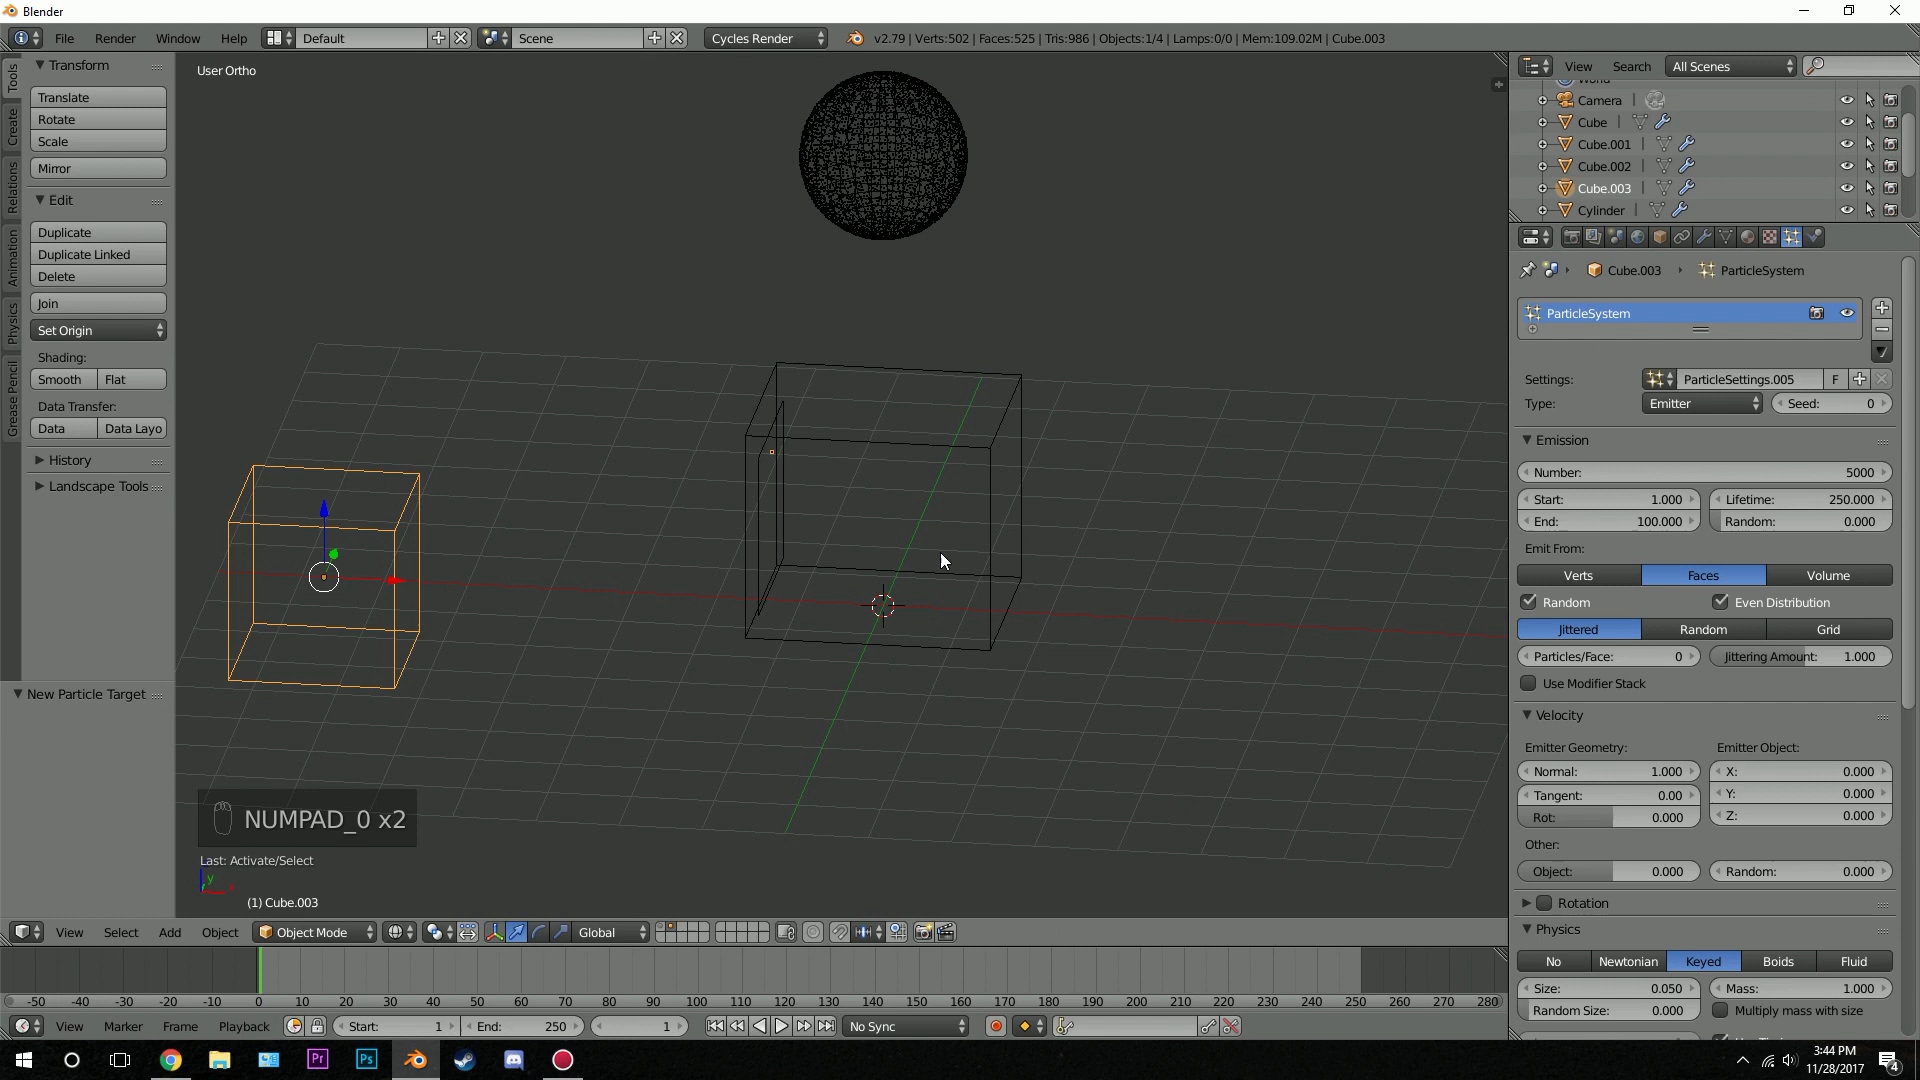 Blender
File Render Window Help Default Scene Cycles Render v2.79 | Verts:502 | Faces:525 | Tris:986 | Objects:1/4 | Lamps:0/0 | Mem:109.02M | Cube.003
Tools
Create
Relations
Animation
Physics
Grease Pencil
Transform
Translate
Rotate
Scale
Mirror
Edit
Duplicate
Duplicate Linked
Delete
Join
Set Origin
Shading:
Smooth Flat
Data Transfer:
Data Data Layo
History
Landscape Tools
New Particle Target
User Ortho
NUMPAD_0 x2
Last: Activate/Select
y
x
(1) Cube.003
View Search All Scenes
World
Camera
Cube
Cube.001
Cube.002
Cube.003
Cylinder
Cube.003 ParticleSystem
ParticleSystem
Settings: ParticleSettings.005 F
Type: Emitter Seed: 0
Emission
Number: 5000
Start: 1.000 Lifetime: 250.000
End: 100.000 Random: 0.000
Emit From:
Verts Faces Volume
Random Even Distribution
Jittered Random Grid
Particles/Face: 0 Jittering Amount: 1.000
Use Modifier Stack
Velocity
Emitter Geometry: Emitter Object:
Normal: 1.000 X: 0.000
Tangent: 0.00 Y: 0.000
Rot: 0.000 Z: 0.000
Other:
Object: 0.000 Random: 0.000
Rotation
Physics
No Newtonian Keyed Boids Fluid
Size: 0.050 Mass: 1.000
Random Size: 0.000 Multiply mass with size
View Select Add Object Object Mode Global
-50 -40 -30 -20 -10 0 10 20 30 40 50 60 70 80 90 100 110 120 130 140 150 160 170 180 190 200 210 220 230 240 250 260 270 280
View Marker Frame Playback Start: 1 End: 250 1 No Sync
Pr Ps
3:44 PM
11/28/2017
4